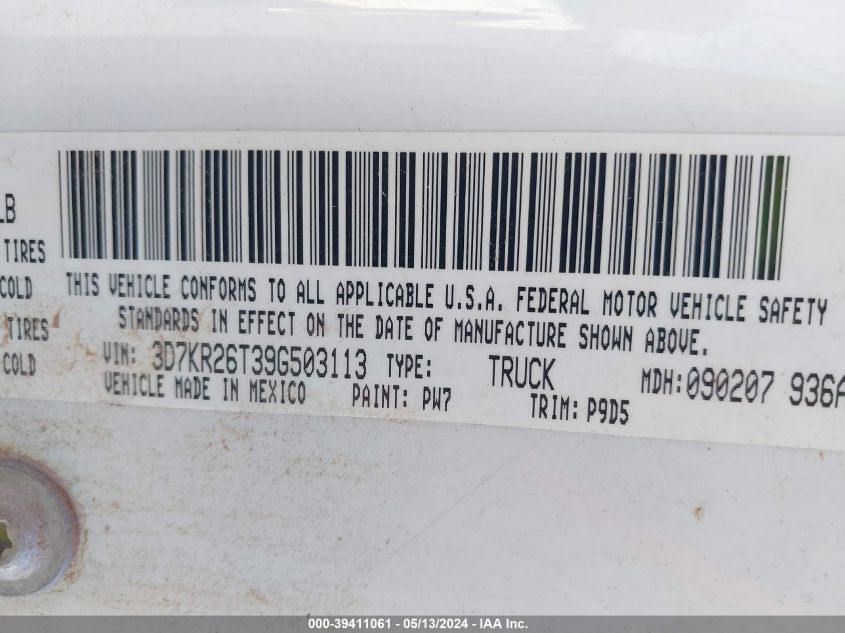 LB
TIRES
COLD
TIRES
COLD
THIS VEHICLE CONFORMS TO ALL APPLICABLE U.S.A. FEDERAL MOTOR VEHICLE SAFETY
STANDARDS IN EFFECT ON THE DATE OF MANUFACTURE SHOWN ABOVE.
VIN: 3D7KR26T39G503113 TYPE: TRUCK MDH:090207 936A
VEHICLE MADE IN MEXICO PAINT: PW7 TRIM: P9D5
000-39411061 - 05/13/2024 - IAA Inc.